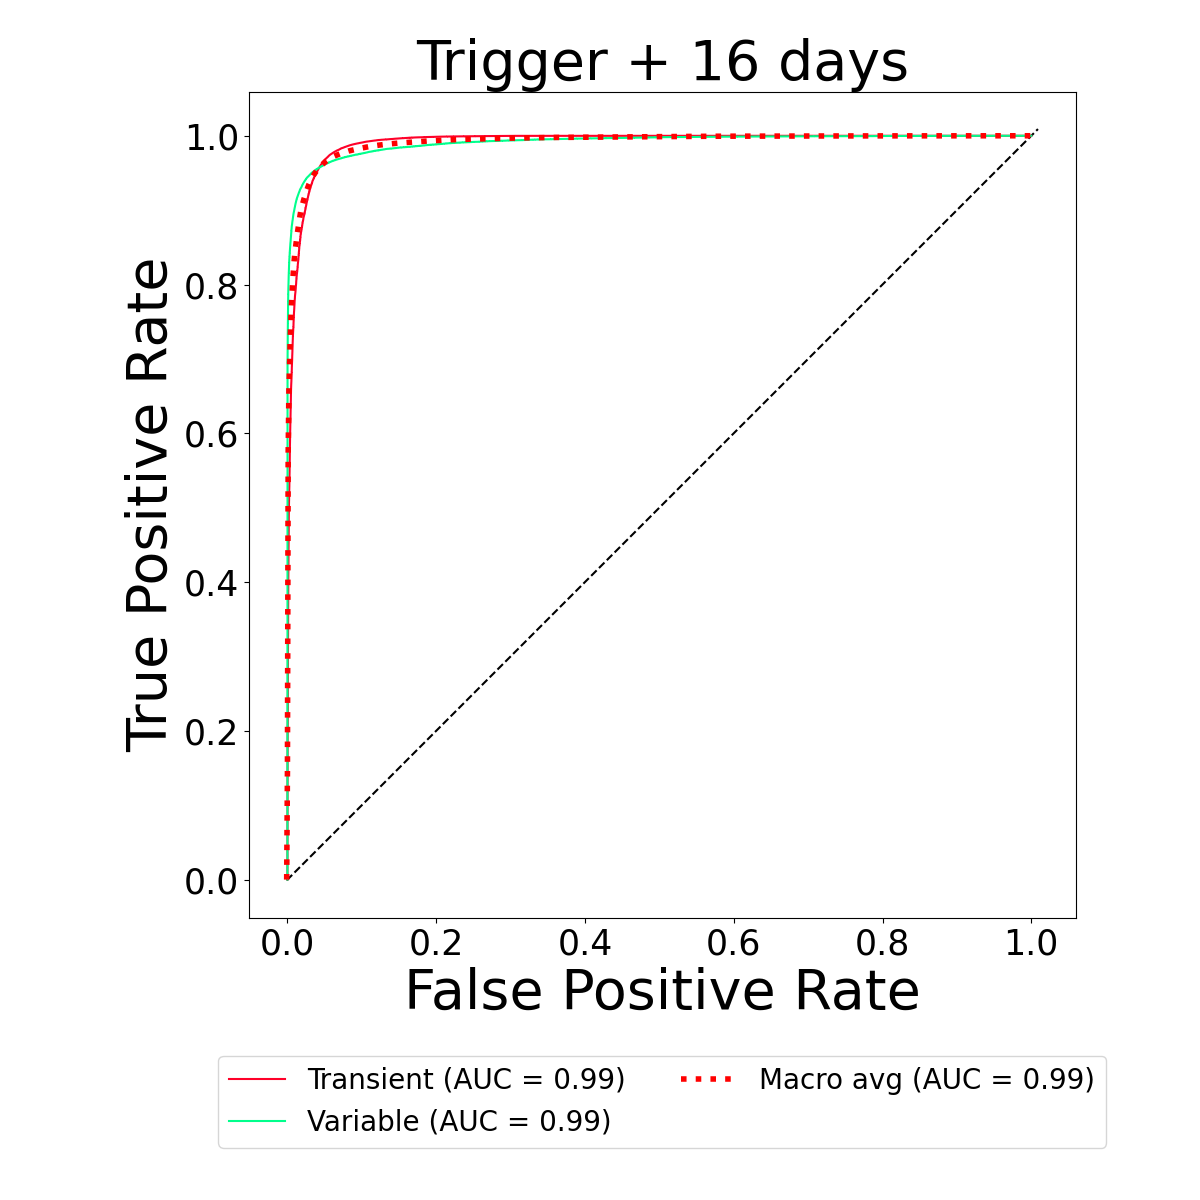 Trigger + 16 days
1.0
0.8
0.6
0.4
0.2
0.0
True Positive Rate
0.0 0.2 0.4 0.6 0.8 1.0
False Positive Rate
Transient (AUC = 0.99)
Variable (AUC = 0.99)
Macro avg (AUC = 0.99)